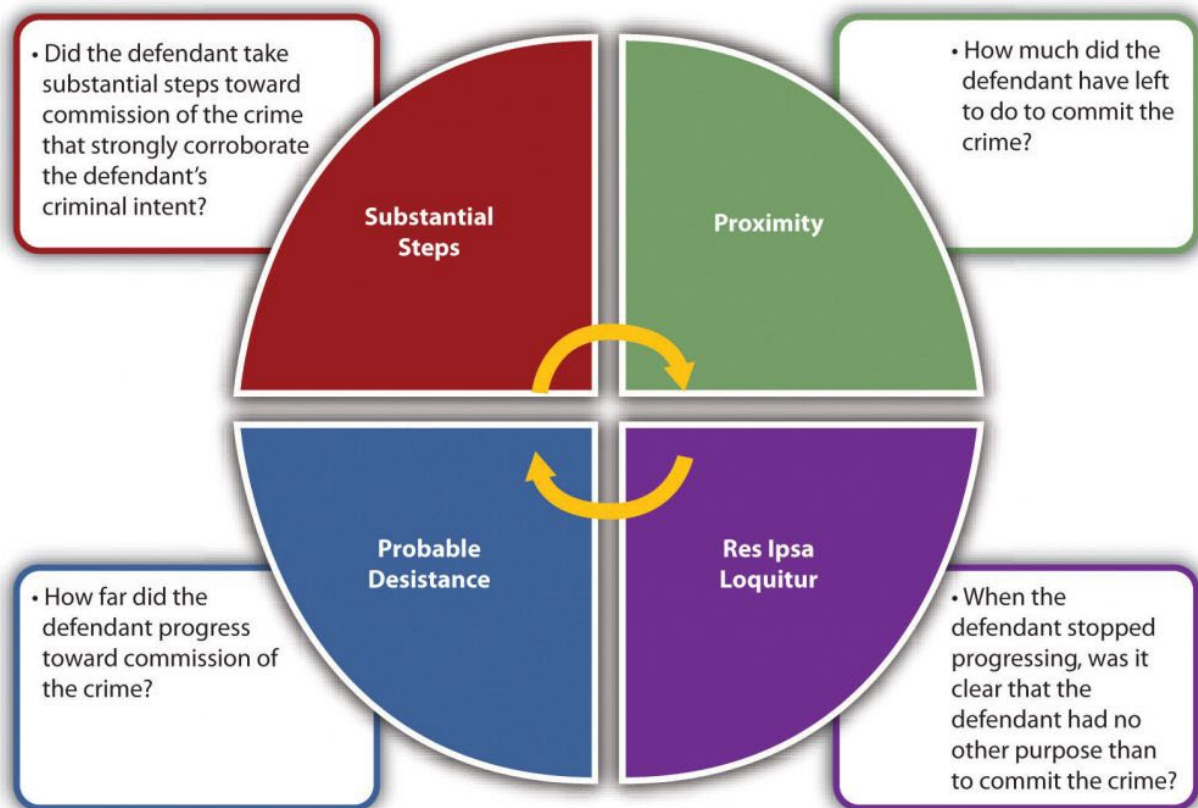 • Did the defendant take
substantial steps toward
commission of the crime
that strongly corroborate
the defendant’s
criminal intent?
Substantial
Steps
• How much did the
defendant have left
to do to commit the
crime?
Proximity
Probable
Desistance
• How far did the
defendant progress
toward commission of
the crime?
Res Ipsa
Loquitur
• When the
defendant stopped
progressing, was it
clear that the
defendant had no
other purpose than
to commit the crime?